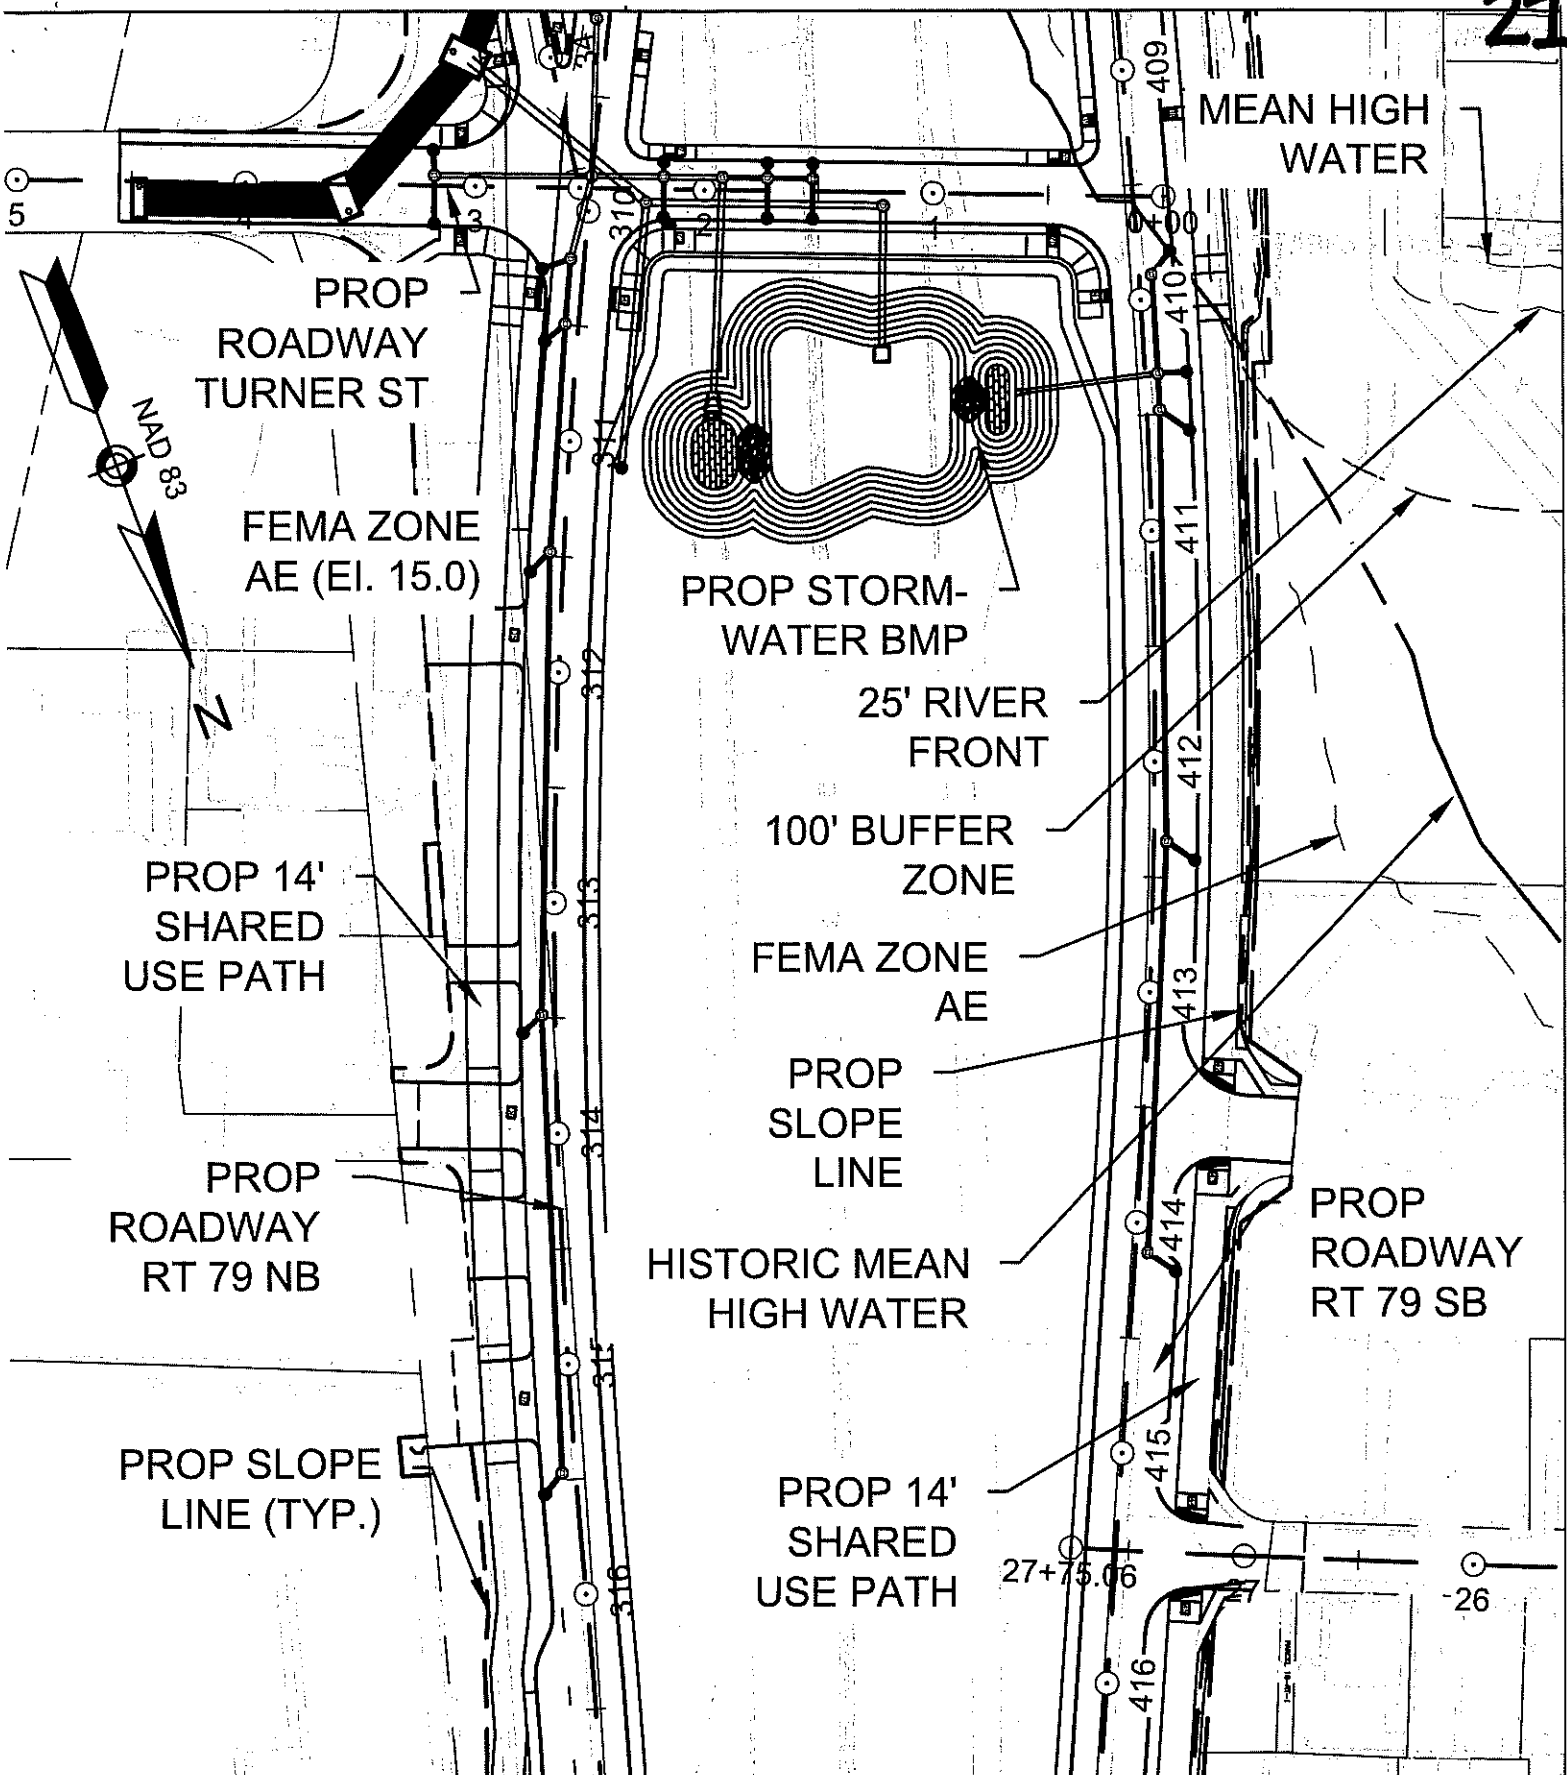 21
409
MEAN HIGH
WATER
34
5
4
3
2
1
0+00
310
410
PROP
ROADWAY
TURNER ST
NAD 83
N
311
411
FEMA ZONE
AE (El. 15.0)
PROP STORM-
WATER BMP
312
412
25' RIVER
FRONT
100' BUFFER
ZONE
PROP 14'
SHARED
USE PATH
313
413
FEMA ZONE
AE
PROP
SLOPE
LINE
314
414
PROP
ROADWAY
RT 79 NB
HISTORIC MEAN
HIGH WATER
PROP
ROADWAY
RT 79 SB
315
415
PROP SLOPE
LINE (TYP.)
PROP 14'
SHARED
USE PATH
27+75.06
27
-26
316
416